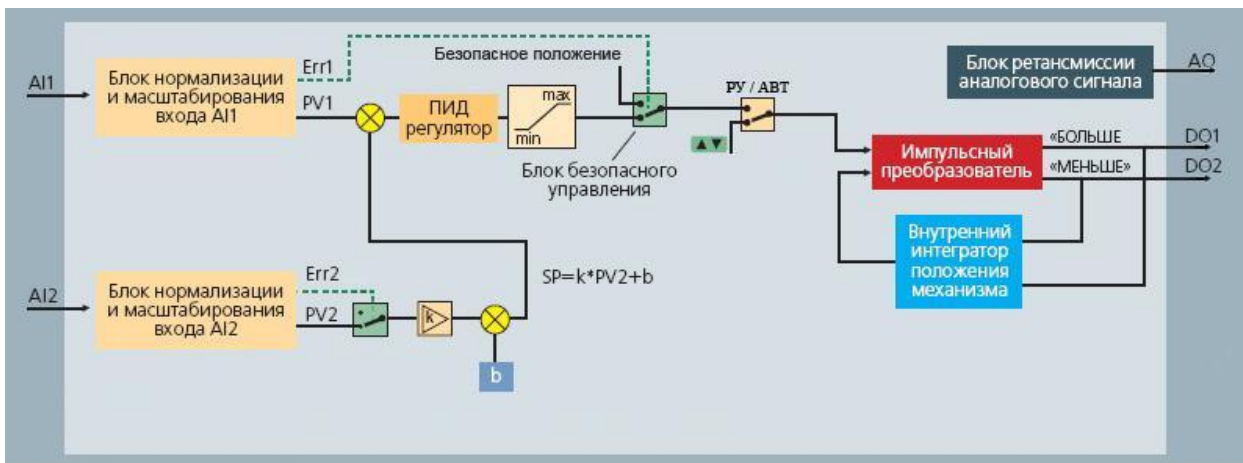 AI1
Блок нормализации
и масштабирования
входа AI1
Err1
PV1
ПИД
регулятор
max
min
Безопасное положение
Блок безопасного
управления
РУ / АВТ
▲▼
Блок ретансмиссии
аналогового сигнала
AO
Импульсный
преобразователь
«БОЛЬШЕ
DO1
«МЕНЬШЕ»
DO2
Внутренний
интегратор
положения
механизма
AI2
Блок нормализации
и масштабирования
входа AI2
Err2
PV2
k
b
SP=k*PV2+b